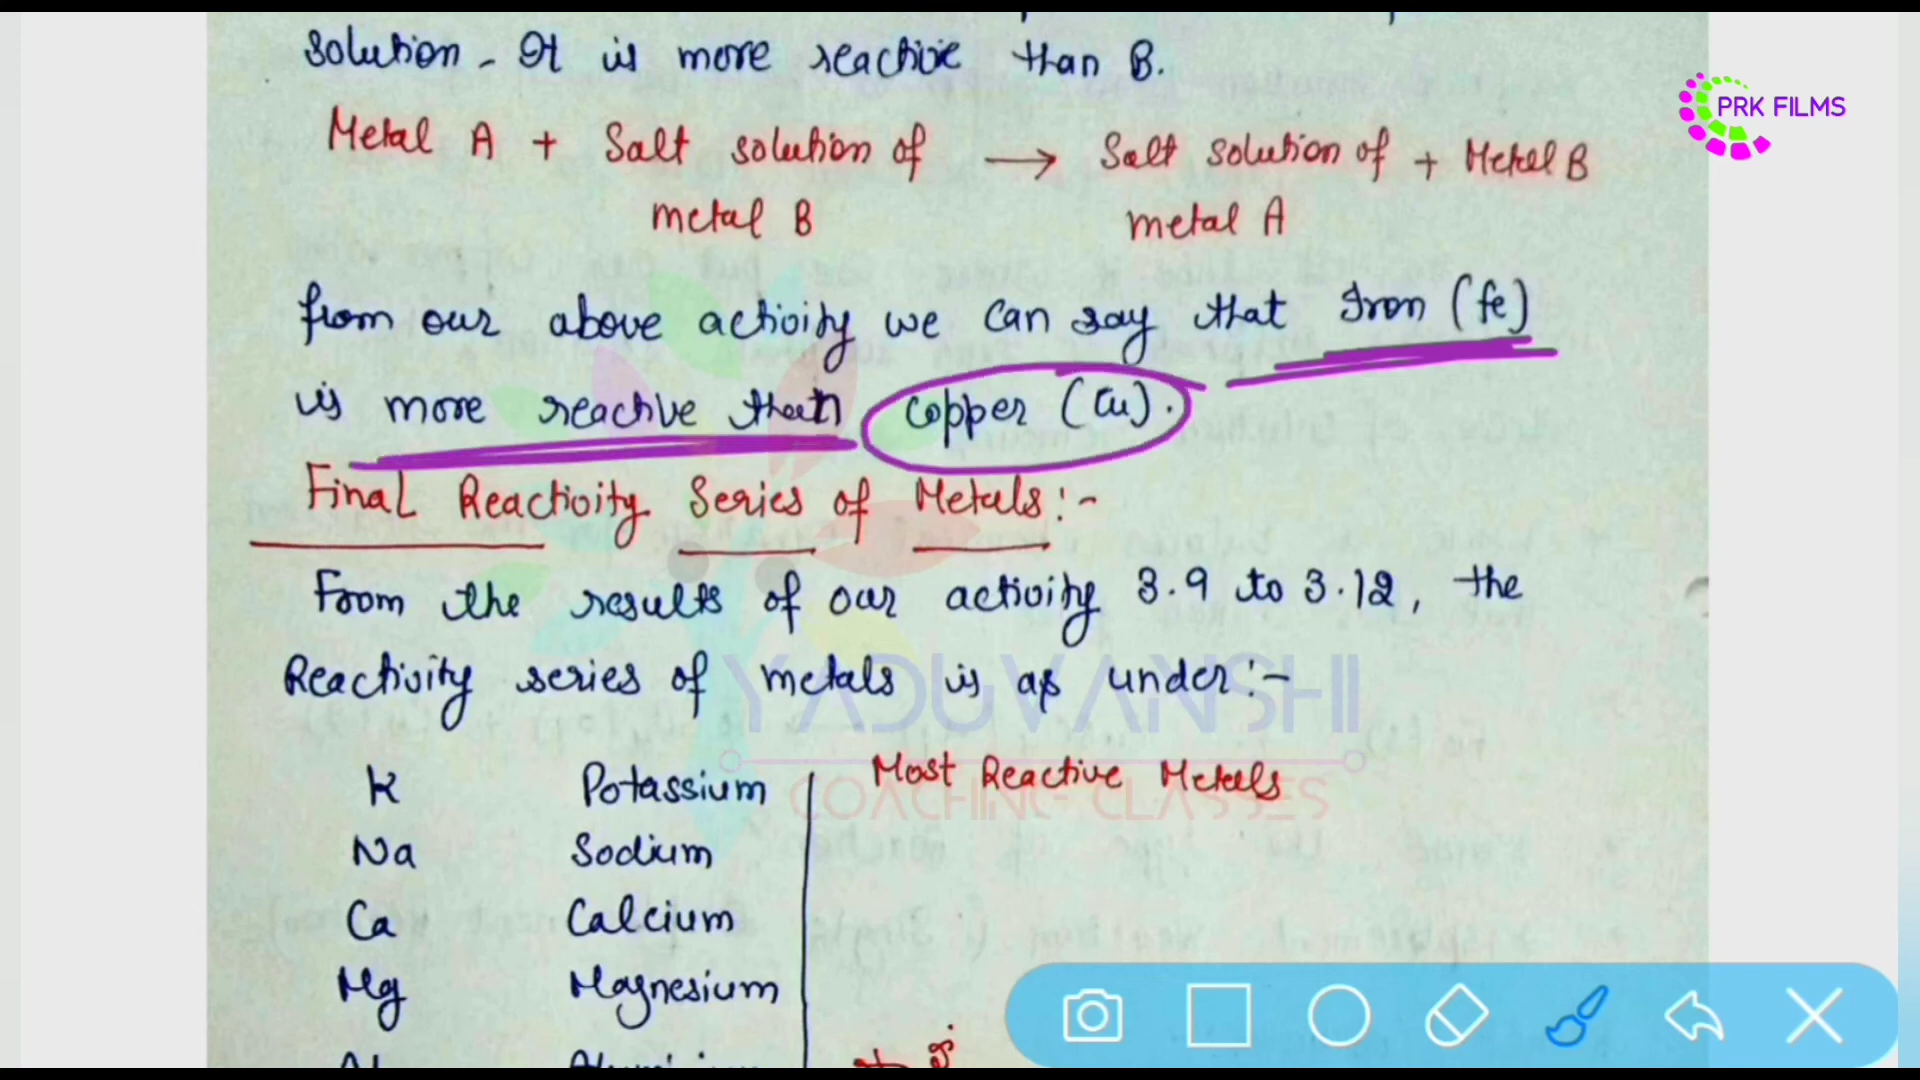 solution - It is more reactive than B.
Metal A + Salt solution of metal B → Salt solution of metal A + Metal B
from our above activity we can say that Iron (fe)
is more reactive than copper (Cu).
Final Reactivity Series of Metals:-
From the results of our activity 3.9 to 3.12, the
Reactivity series of metals is as under:-
K Potassium Most Reactive Metals
Na Sodium
Ca Calcium
Mg Magnesium
YADUVANSHI
COACHING CLASSES
PRK FILMS